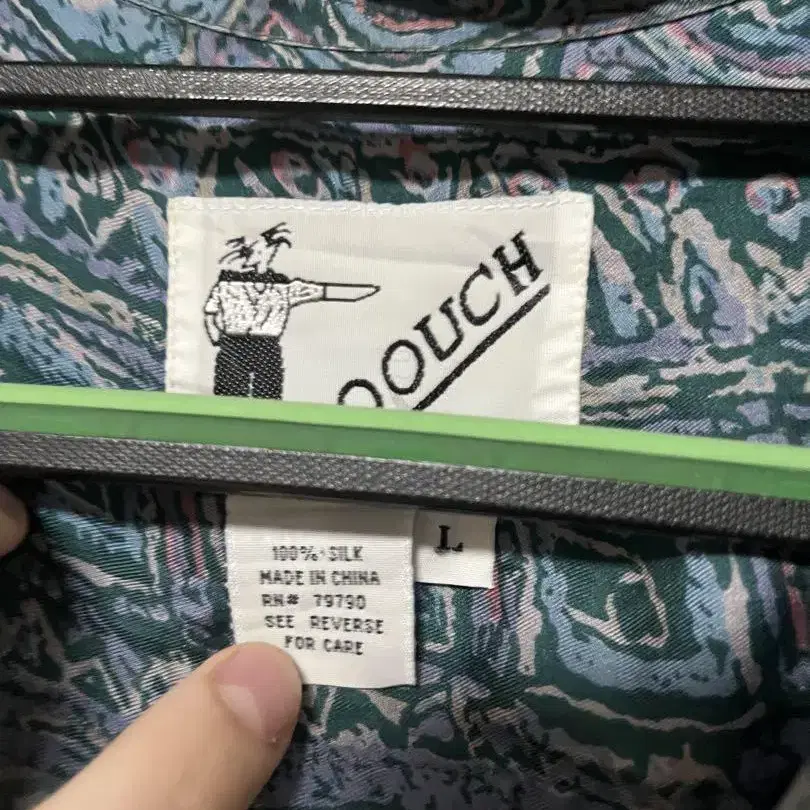 OOUCH
100% SILK
MADE IN CHINA
RN# 79790
SEE REVERSE
FOR CARE
L